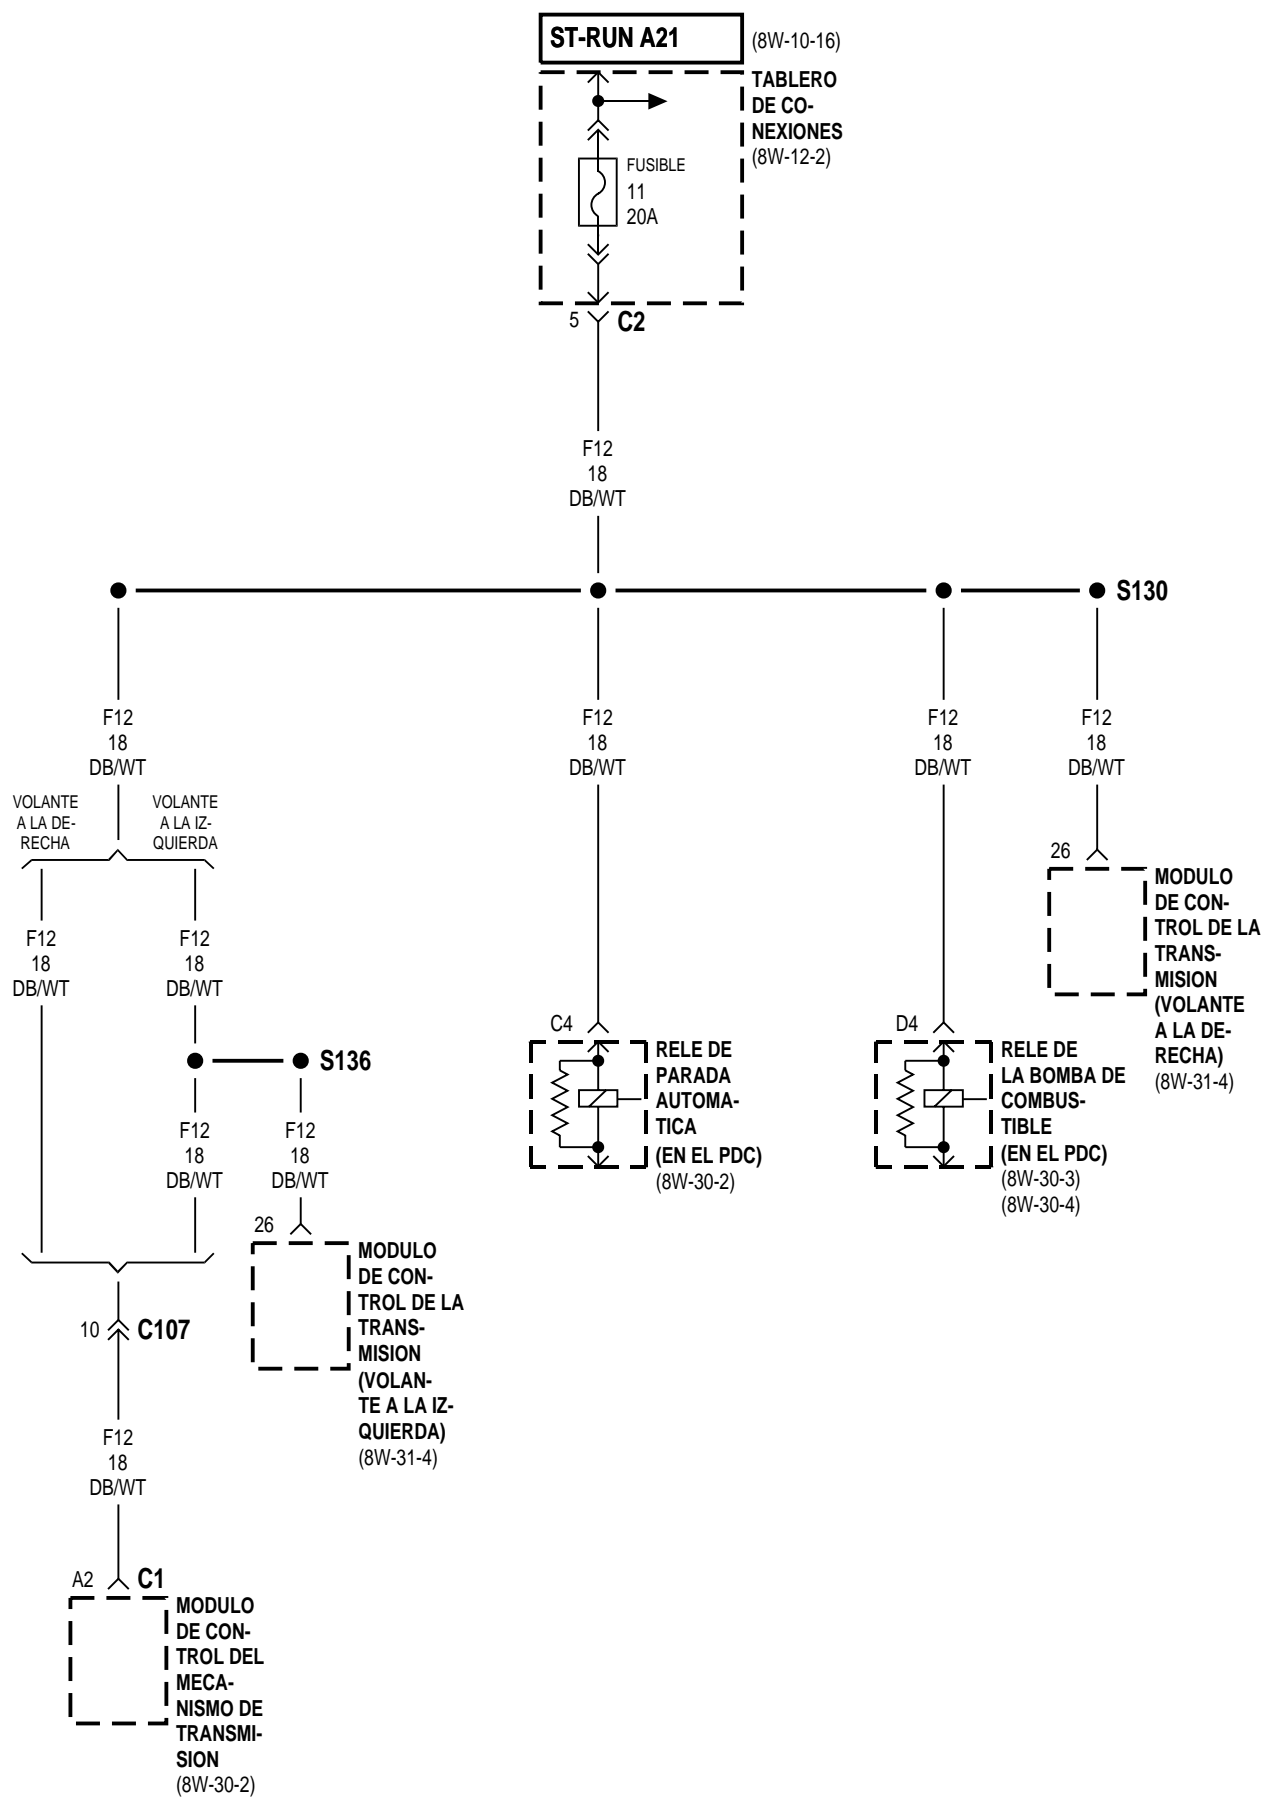 ST-RUN A21
(8W-10-16)
TABLERO
DE CO-
NEXIONES
(8W-12-2)
FUSIBLE
11
20A
5
C2
F12
18
DB/WT
S130
F12
18
DB/WT
F12
18
DB/WT
F12
18
DB/WT
F12
18
DB/WT
VOLANTE
A LA DE-
RECHA
VOLANTE
A LA IZ-
QUIERDA
26
MODULO
DE CON-
TROL DE LA
TRANS-
MISION
(VOLANTE
A LA DE-
RECHA)
(8W-31-4)
F12
18
DB/WT
F12
18
DB/WT
S136
C4
RELE DE
PARADA
AUTOMA-
TICA
(EN EL PDC)
(8W-30-2)
D4
RELE DE
LA BOMBA DE
COMBUS-
TIBLE
(EN EL PDC)
(8W-30-3)
(8W-30-4)
F12
18
DB/WT
F12
18
DB/WT
26
MODULO
DE CON-
TROL DE LA
TRANS-
MISION
(VOLAN-
TE A LA IZ-
QUIERDA)
(8W-31-4)
10
C107
F12
18
DB/WT
A2
C1
MODULO
DE CON-
TROL DEL
MECA-
NISMO DE
TRANSMI-
SION
(8W-30-2)